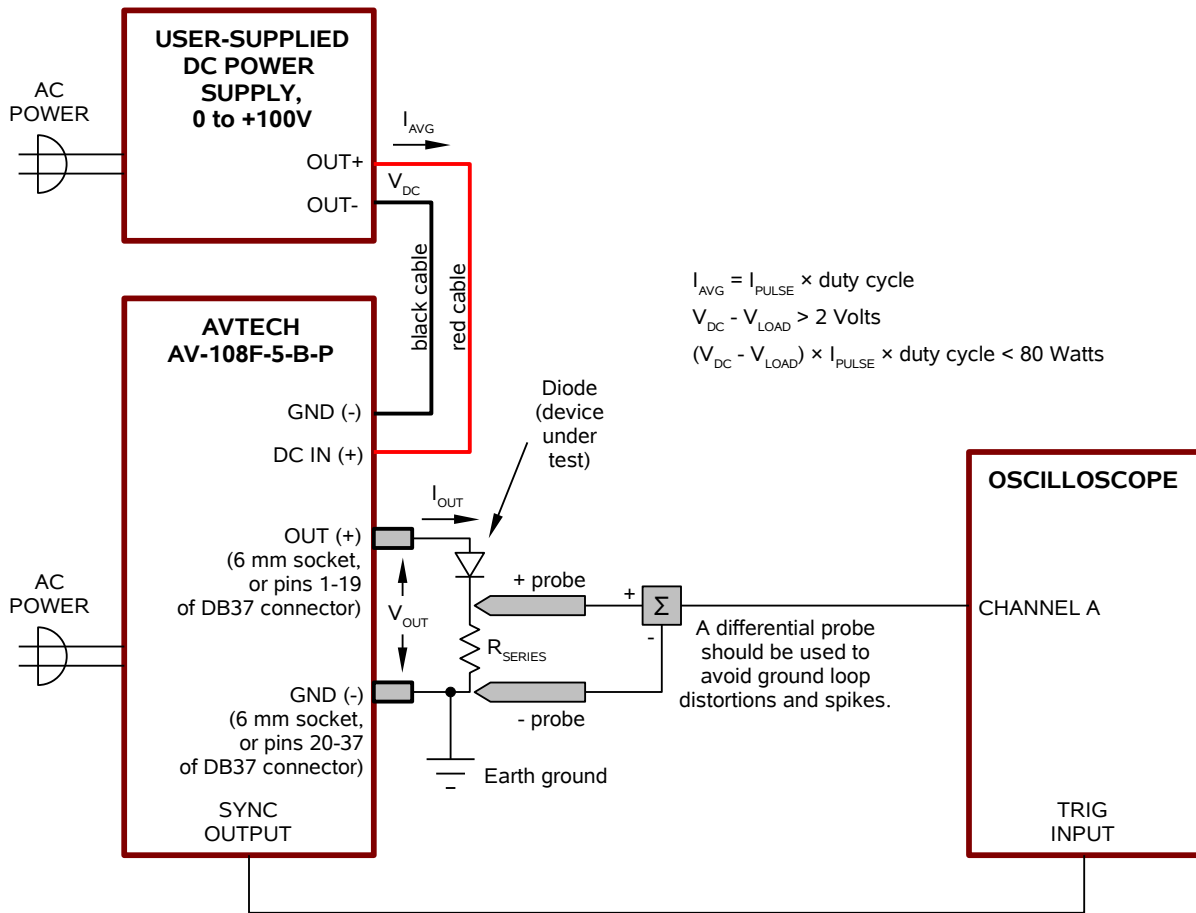 USER-SUPPLIED
DC POWER
SUPPLY,
0 to +100V
AC
POWER
OUT+
OUT-
I_AVG
V_DC
black cable
red cable
I_AVG = I_PULSE × duty cycle
V_DC - V_LOAD > 2 Volts
(V_DC - V_LOAD) × I_PULSE × duty cycle < 80 Watts
AVTECH
AV-108F-5-B-P
GND (-)
DC IN (+)
Diode
(device
under
test)
OSCILLOSCOPE
I_OUT
OUT (+)
(6 mm socket,
or pins 1-19
of DB37 connector)
AC
POWER
V_OUT
+ probe
+
Σ
-
CHANNEL A
R_SERIES
A differential probe
should be used to
avoid ground loop
distortions and spikes.
GND (-)
(6 mm socket,
or pins 20-37
of DB37 connector)
- probe
Earth ground
SYNC
OUTPUT
TRIG
INPUT